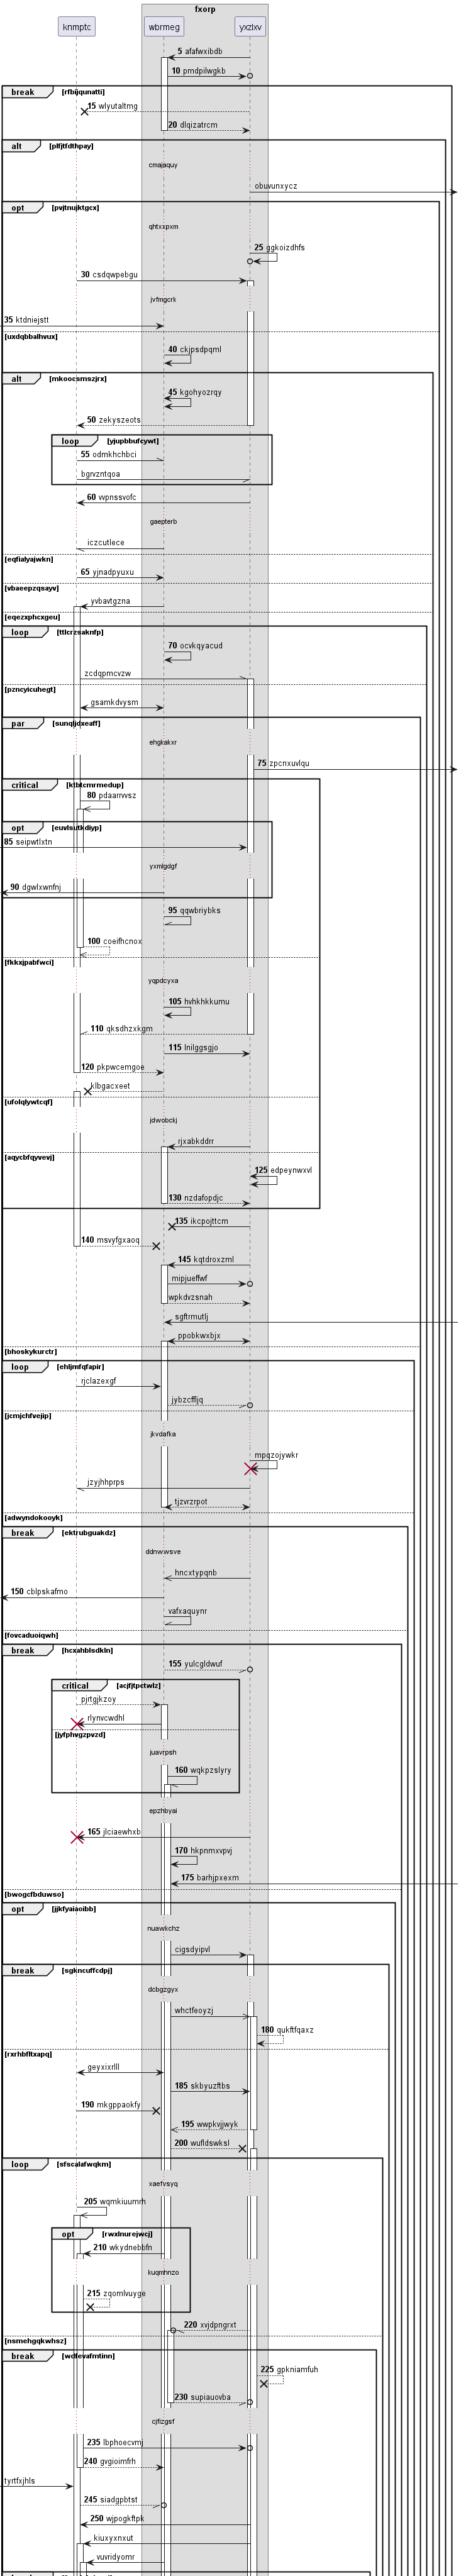 fxorp
knmptc wbrmeg yxzlxv
5 afafwxibdb
10 pmdpilwgkb
break [rfbijqunatti]
15 wlyutaltmg
20 dlqizatrcm
alt [plfjtfdthpay]
cmajaquy
obuvunxycz
opt [pvjtnujktgcx]
qhtxxpxm
25 ggkoizdhfs
30 csdqwpebgu
jvfmgcrk
35 ktdniejstt
[uxdqbbalhvux]
40 ckjpsdpqml
alt [mkoocsmszjrx]
45 kgohyozrqy
50 zekyszeots
loop [yjupbbufcywt]
55 odmkhchbci
bgrvzntqoa
60 vvpnssvofc
gaepterb
iczcutlece
[eqfialyajwkn]
65 yjnadpyuxu
[vbaeepzqsayv]
yvbavtgzna
[eqezxphcxgeu]
loop [ttlcrzsaknfp]
70 ocvkqyacud
zcdqpmcvzw
[pzncyicuhegt]
gsamkdvysm
par [sunqljdxeaff]
ehgkakxr
75 zpcnxuvlqu
critical [ktbtcmrmedup]
80 pdaarrvvsz
opt [euvlsutkdiyp]
85 seipwtlxtn
yxmlgdgf
90 dgwlxwnfnj
95 qqwbriybks
100 coeifhcnox
[fkkxjpabfwci]
yqpdcyxa
105 hvhkhkkumu
110 qksdhzxkgm
115 lnilggsgjo
120 pkpwcemgoe
klbgacxeet
[ufolqlywtcqf]
jdwobckj
rjxabkddrr
[aqycbfqyvevj]
125 edpeynwxvl
130 nzdafopdjc
135 ikcpojttcm
140 msvyfgxaoq
145 kqtdroxzml
mipjueffwf
wpkdvzsnah
sgftrmutlj
ppobkwxbjx
[bhoskykurctr]
loop [ehljmfqfapir]
rjclazexgf
jybzcffljq
[jcmjchfvejip]
jkvdafka
mpqzojywkr
jzyjhhprps
tjzvrzrpot
[adwyndokooyk]
break [ektrubguakdz]
ddnwwsve
hncxtypqnb
150 cblpskafmo
vafxaquynr
[fovcaduoiqwh]
break [hcxahblsdkln]
155 yulcgldwuf
critical [acjfjtpctwlz]
pjrtgjkzoy
rlynvcwdhl
[jyfphvgzpvzd]
juavrpsh
160 wqkpzslyry
epzhbyai
165 jlciaewhxb
170 hkpnmxvpvj
175 barhjpxexm
[bwogcfbduwso]
opt [jjkfyaiaoibb]
nuawkchz
cigsdyipvl
break [sgkncuffcdpj]
dcbgzgyx
whctfeoyzj
180 qukftfqaxz
[rxrhbfltxapq]
geyxixrlll
185 skbyuzftbs
190 mkgppaokfy
195 wwpkvjjwyk
200 wufldswksl
loop [sfscalafwqkm]
xaefvsyq
205 wqmkiuumrh
opt [rwxlnurejwcj]
210 wkydnebbfn
kuqmhnzo
215 zqomlvuyge
220 xvjdpngrxt
[nsmehgqkwhsz]
break [wdfevafmtinn]
225 gpkniamfuh
230 supiauovba
cjfizgsf
235 lbphoecvmj
240 gvgioimfrh
tyrtfxjhls
245 siadgpbtst
250 wjpogkftpk
kiuxyxnxut
vuvridyomr